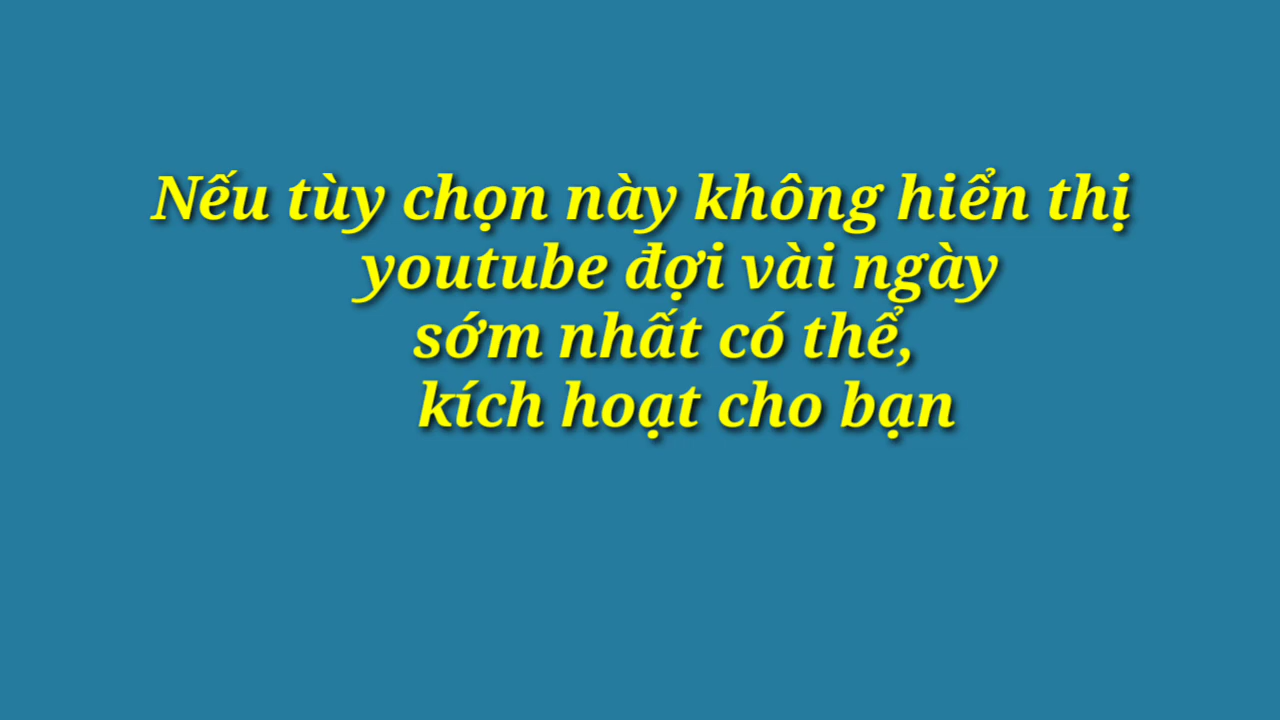 Nếu tùy chọn này không hiển thị
youtube đợi vài ngày
sớm nhất có thể,
kích hoạt cho bạn